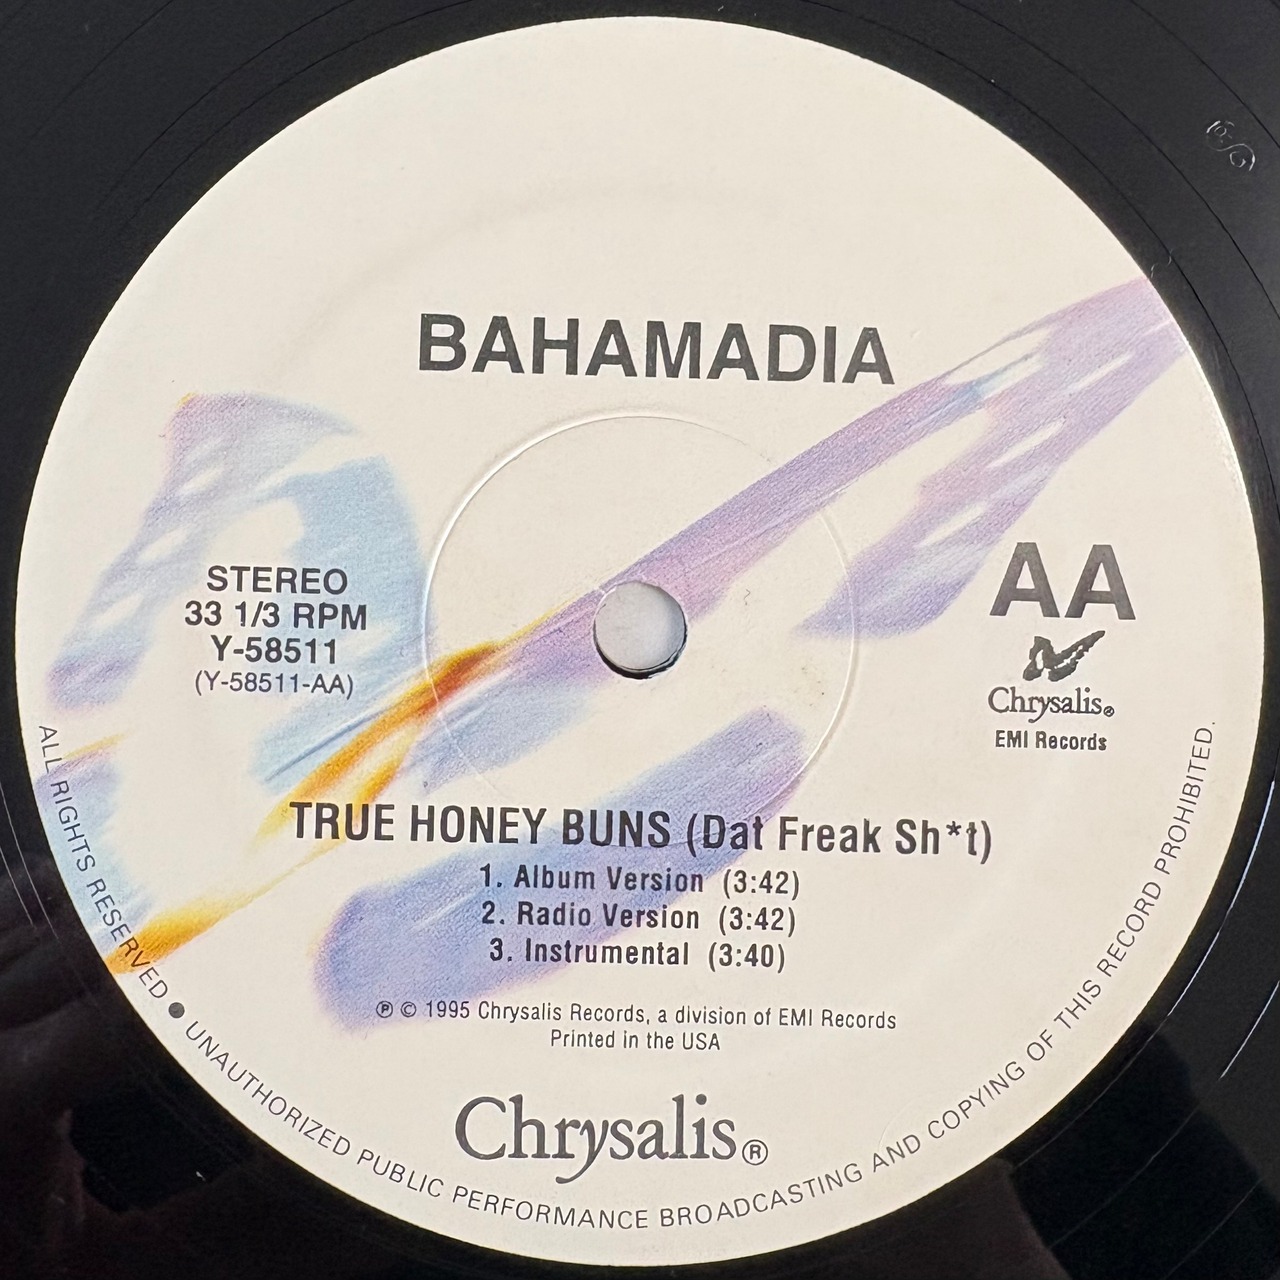 BAHAMADIA
STEREO
33 1/3 RPM
Y-58511
(Y-58511-AA)
AA
Chrysalis®
EMI Records
TRUE HONEY BUNS (Dat Freak Sh*t)
1. Album Version (3:42)
2. Radio Version (3:42)
3. Instrumental (3:40)
℗ © 1995 Chrysalis Records, a division of EMI Records
Printed in the USA
Chrysalis®
ALL RIGHTS RESERVED ● UNAUTHORIZED PUBLIC PERFORMANCE BROADCASTING AND COPYING OF THIS RECORD PROHIBITED.